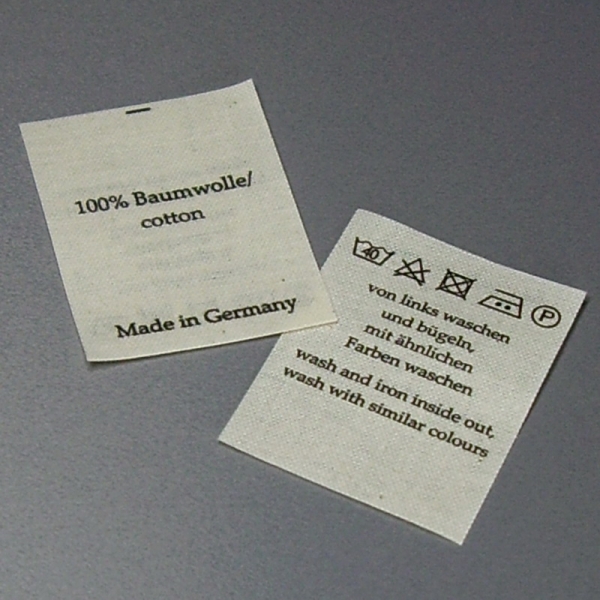 100% Baumwolle/
cotton
Made in Germany
40 P
von links waschen
und bügeln,
mit ähnlichen
Farben waschen
wash and iron inside out,
wash with similar colours